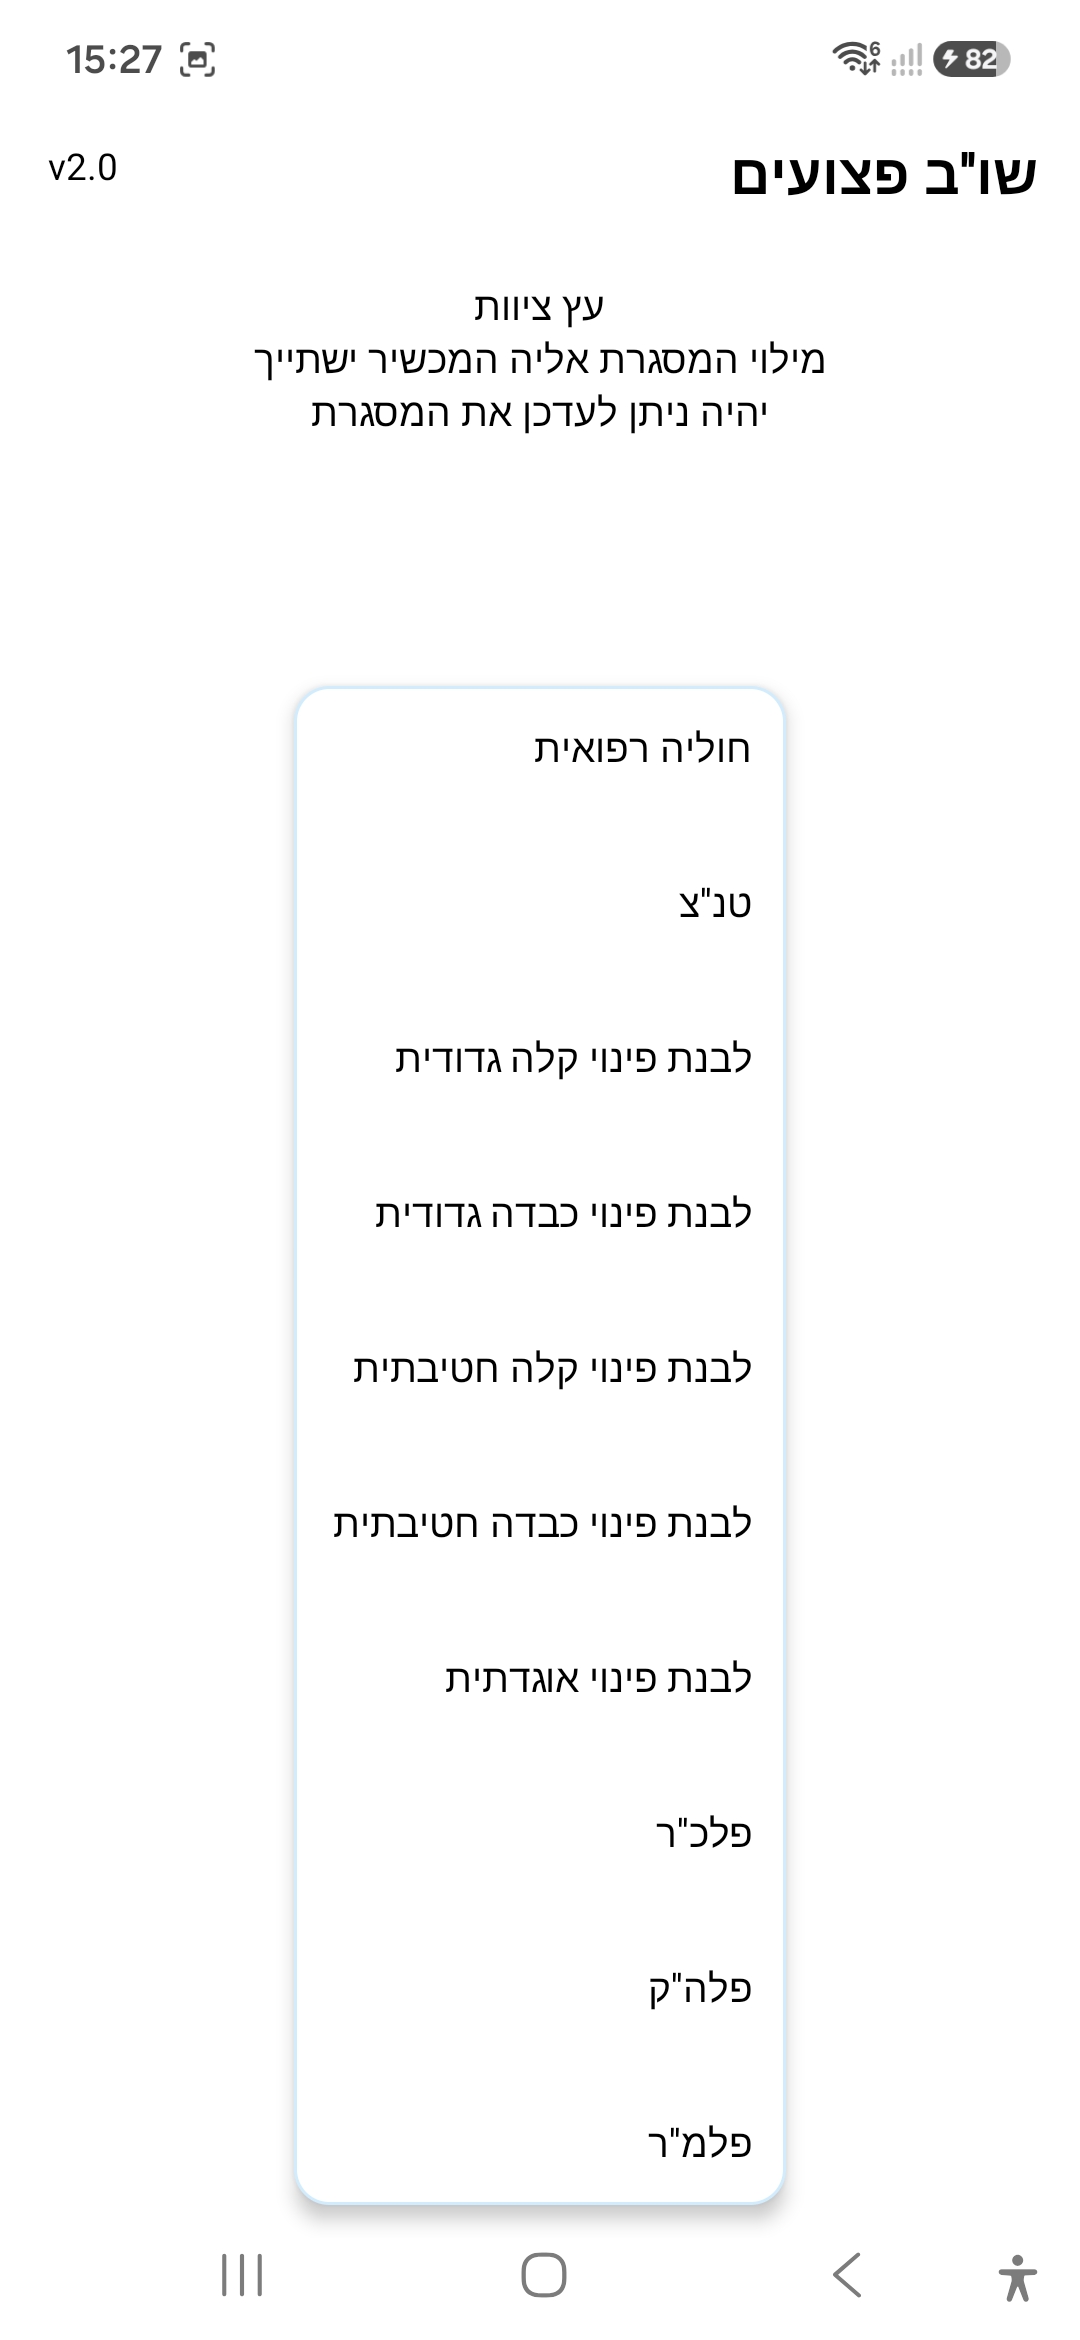 15:27
6
82
שו"ב פצועים
v2.0
עץ ציוות
מילוי המסגרת אליה המכשיר ישתייך
יהיה ניתן לעדכן את המסגרת
חוליה רפואית
טנ"צ
לבנת פינוי קלה גדודית
לבנת פינוי כבדה גדודית
לבנת פינוי קלה חטיבתית
לבנת פינוי כבדה חטיבתית
לבנת פינוי אוגדתית
פלכ"ר
פלה"ק
פלמ"ר